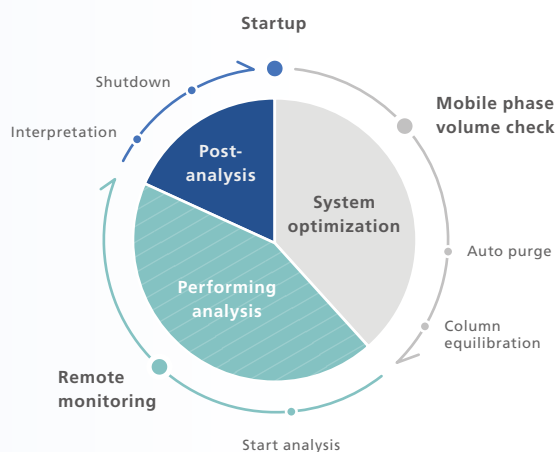 Startup
Shutdown
Interpretation
Mobile phase
volume check
Post-
analysis
System
optimization
Auto purge
Performing
analysis
Column
equilibration
Remote
monitoring
Start analysis